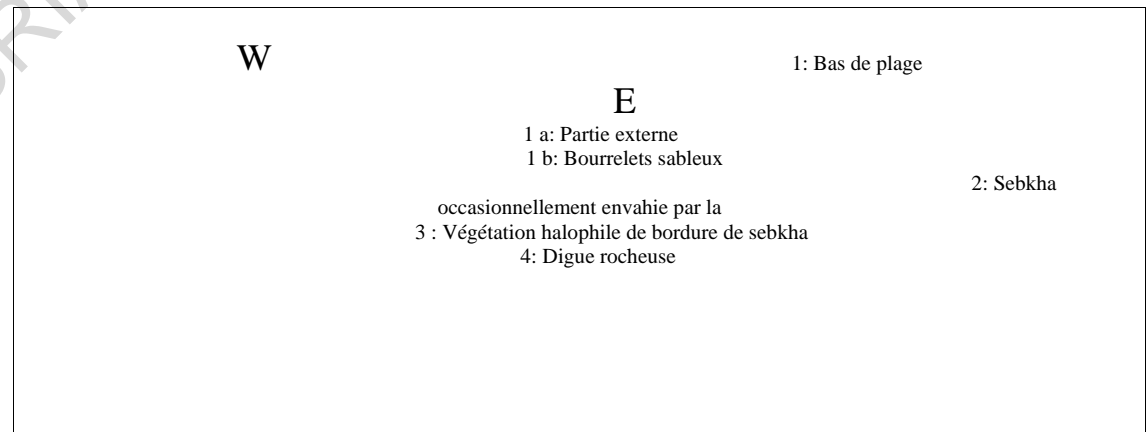 W 1: Bas de plage
E
1 a: Partie externe
1 b: Bourrelets sableux
2: Sebkha
occasionnellement envahie par la
3 : Végétation halophile de bordure de sebkha
4: Digue rocheuse